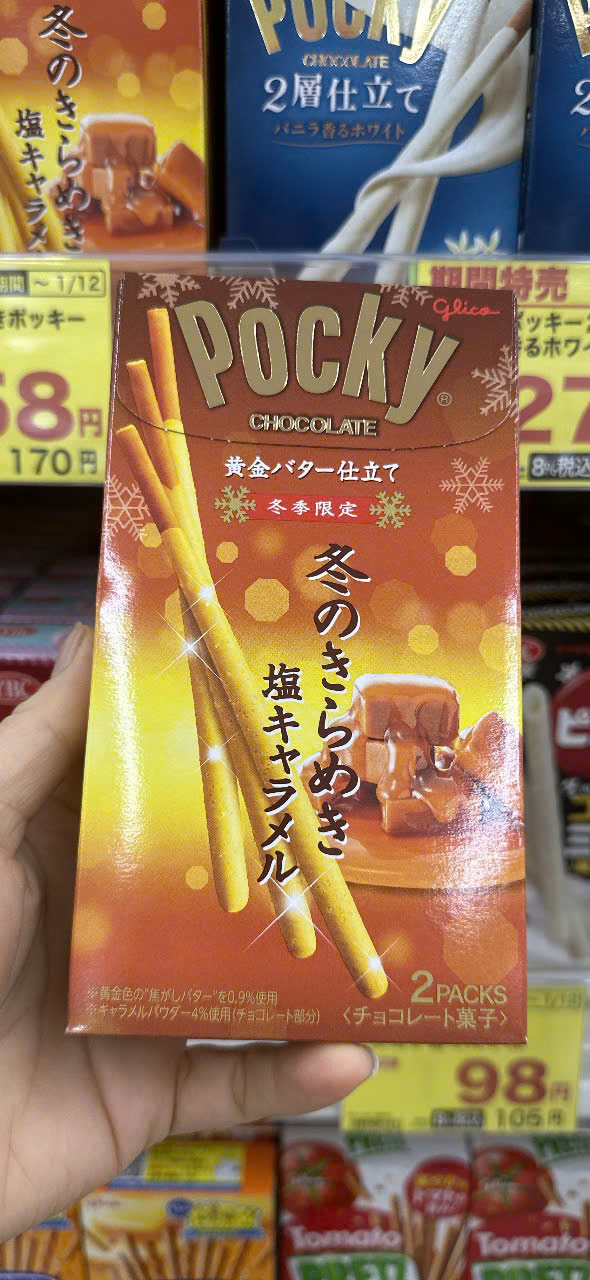 冬のきらめき
塩キャラメ
Pocky
CHOCOLATE
2層仕立て
バニラ香るホワイト
2
～1/12
きポッキー
58円
170円
期間特売
ポッキー2
るホワイ
27
8%税込
Pocky®
Glico
CHOCOLATE
黄金バター仕立て
冬季限定
冬のきらめき
塩キャラメル
2PACKS
〈チョコレート菓子〉
※黄金色の"焦がしバター"を0.9%使用
※キャラメルパウダー4%使用(チョコレート部分)
98円
105円
Tomato
PRETZ
Tomato
PRETZ